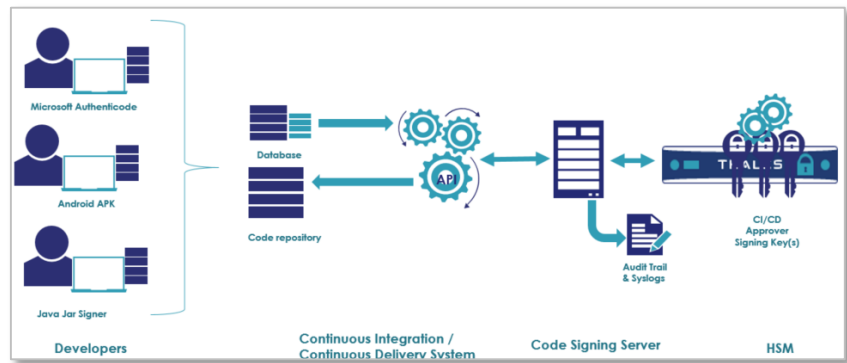 Microsoft Authenticode
Android APK
Java Jar Signer
Developers
Database
Code repository
API
Continuous Integration /
Continuous Delivery System
Audit Trail
& Syslogs
Code Signing Server
CI/CD
Approver
Signing Key(s)
HSM